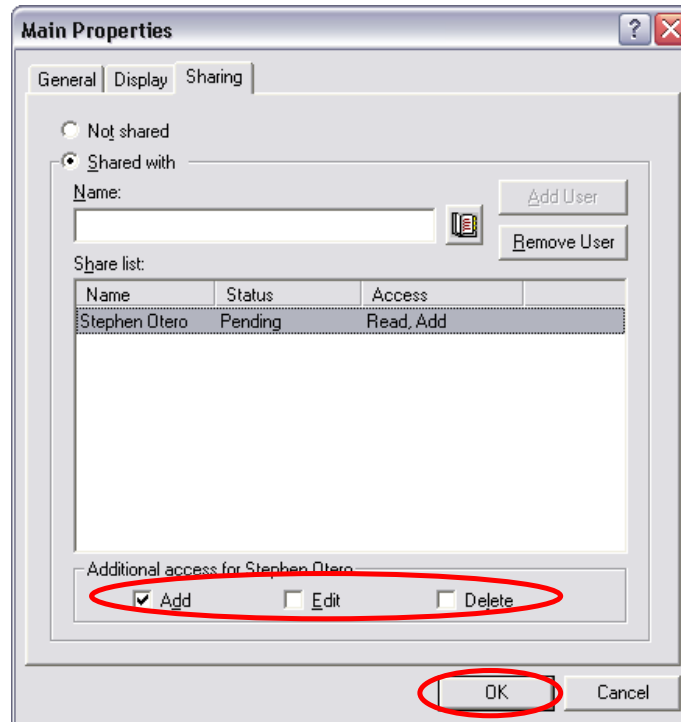 Main Properties
General Display Sharing
Not shared
Shared with
Name:
Add User
Remove User
Share list:
Name Status Access
Stephen Otero Pending Read, Add
Additional access for Stephen Otero
Add Edit Delete
OK Cancel